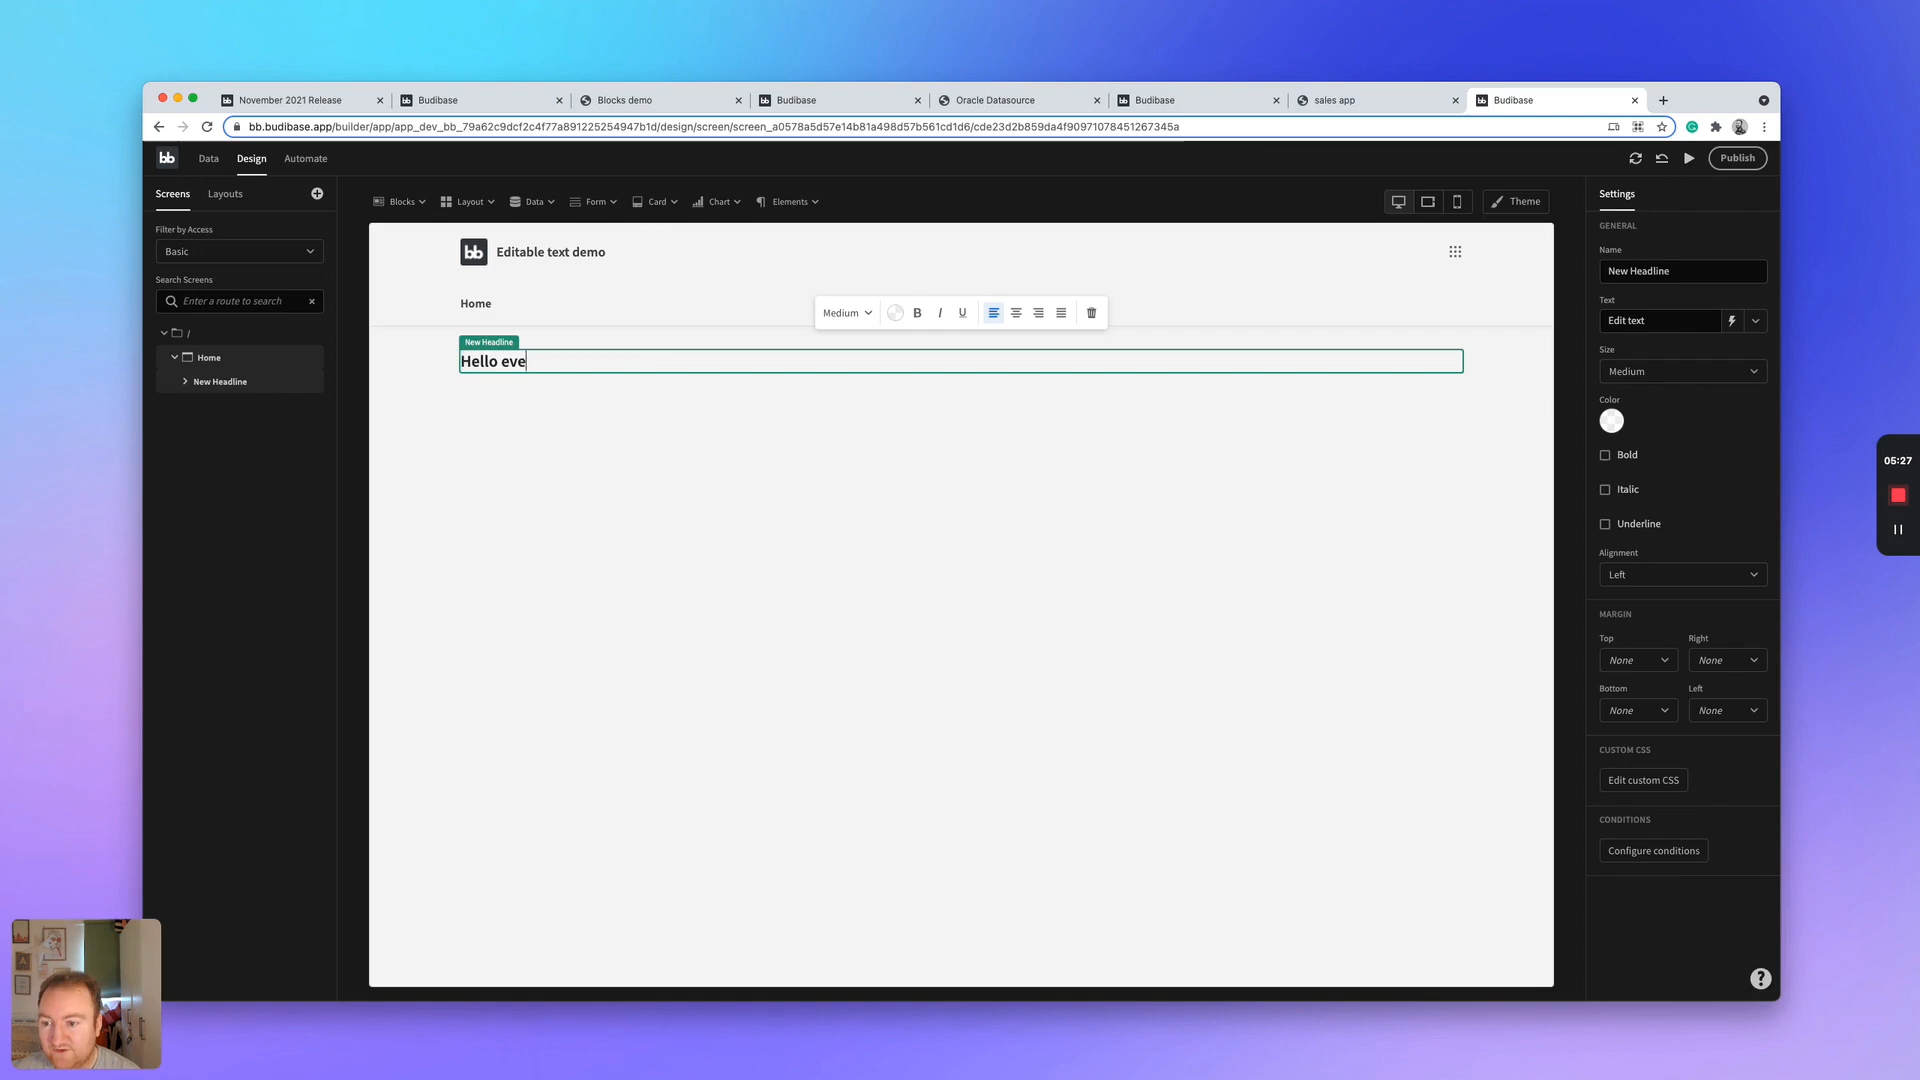 November 2021 Release
Budibase
Blocks demo
Budibase
Oracle Datasource
Budibase
sales app
Budibase
bb.budibase.app/builder/app/app_dev_bb_79a62c9dcf2c4f77a891225254947b1d/design/screen/screen_a0578a5d57e14b81a498d57b561cd1d6/cde23d2b859da4f90971078451267345a
bb Data Design Automate Publish
Screens Layouts
Filter by Access
Basic
Search Screens
Enter a route to search
/
Home
New Headline
Blocks Layout Data Form Card Chart Elements Theme
bb Editable text demo
Home
Medium B I U
New Headline
Hello eve
Settings
GENERAL
Name
New Headline
Text
Edit text
Size
Medium
Color
Bold
Italic
Underline
Alignment
Left
MARGIN
Top Right
None None
Bottom Left
None None
CUSTOM CSS
Edit custom CSS
CONDITIONS
Configure conditions
?
05:27